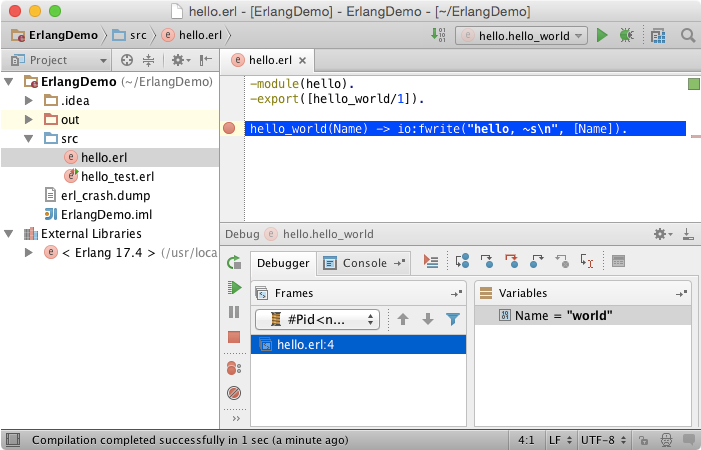 hello.erl - [ErlangDemo] - ErlangDemo - [~/ErlangDemo]
ErlangDemo src hello.erl hello.hello_world
Project
hello.erl
ErlangDemo (~/ErlangDemo)
.idea
out
src
hello.erl
hello_test.erl
erl_crash.dump
ErlangDemo.iml
External Libraries
< Erlang 17.4 > (/usr/loca
-module(hello).
-export([hello_world/1]).
hello_world(Name) -> io:fwrite("hello, ~s\n", [Name]).
Debug hello.hello_world
Debugger Console
Frames
#Pid<n...
hello.erl:4
Variables
Name = "world"
Compilation completed successfully in 1 sec (a minute ago) 4:1 LF UTF-8